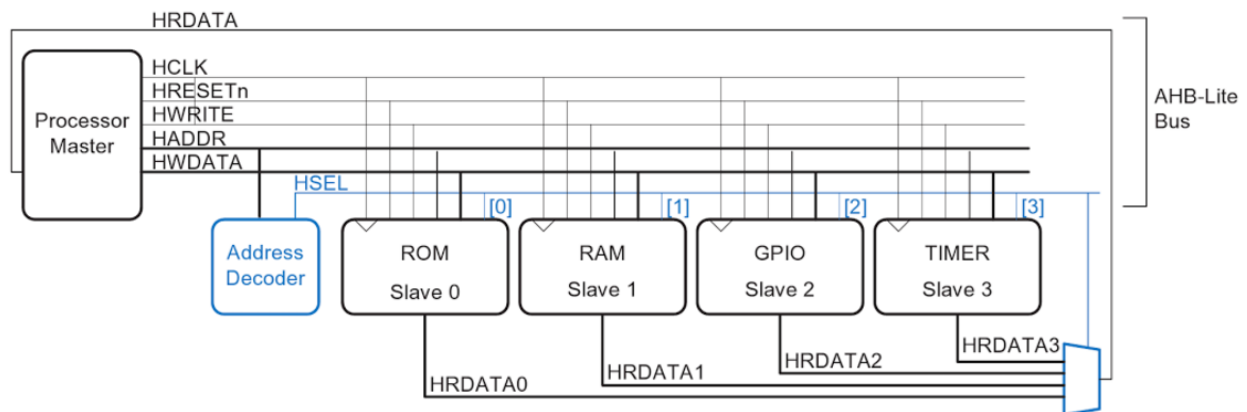 HRDATA
HCLK
HRESETn
HWRITE
HADDR
HWDATA
Processor
Master
AHB-Lite
Bus
HSEL
[0]
[1]
[2]
[3]
Address
Decoder
ROM
Slave 0
RAM
Slave 1
GPIO
Slave 2
TIMER
Slave 3
HRDATA3
HRDATA2
HRDATA1
HRDATA0